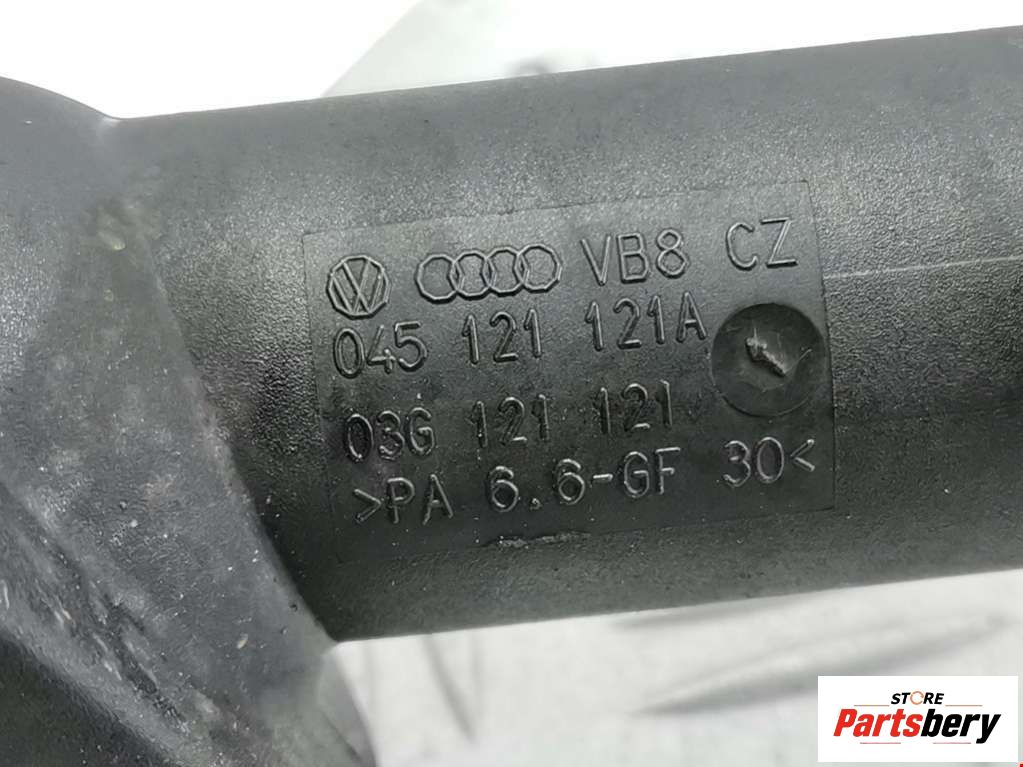 VB8 CZ
045 121 121A
03G 121 121
>PA 6.6-GF 30<
STORE
Partsbery